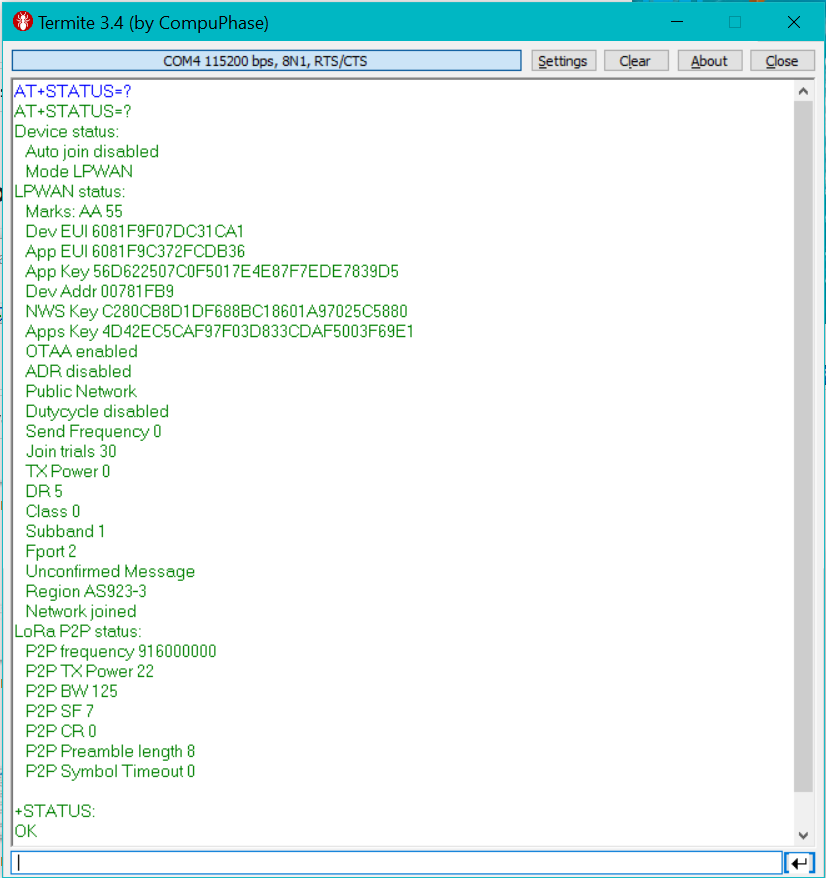 Termite 3.4 (by CompuPhase)
COM4 115200 bps, 8N1, RTS/CTS
Settings
Clear
About
Close
AT+STATUS=?
AT+STATUS=?
Device status:
Auto join disabled
Mode LPWAN
LPWAN status:
Marks: AA 55
Dev EUI 6081F9F07DC31CA1
App EUI 6081F9C372FCDB36
App Key 56D622507C0F5017E4E87F7EDE7839D5
Dev Addr 00781FB9
NWS Key C280CB8D1DF688BC18601A97025C5880
Apps Key 4D42EC5CAF97F03D833CDAF5003F69E1
OTAA enabled
ADR disabled
Public Network
Dutycycle disabled
Send Frequency 0
Join trials 30
TX Power 0
DR 5
Class 0
Subband 1
Fport 2
Unconfirmed Message
Region AS923-3
Network joined
LoRa P2P status:
P2P frequency 916000000
P2P TX Power 22
P2P BW 125
P2P SF 7
P2P CR 0
P2P Preamble length 8
P2P Symbol Timeout 0
+STATUS:
OK